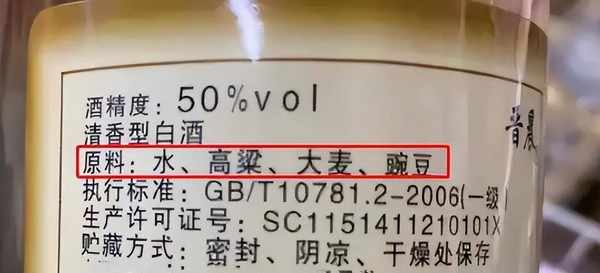 酒精度：50%vol
清香型白酒
原料：水、高粱、大麦、豌豆
执行标准：GB/T10781.2-2006(一级)
生产许可证号：SC1151411210101X
贮藏方式：密封、阴凉、干燥处保存